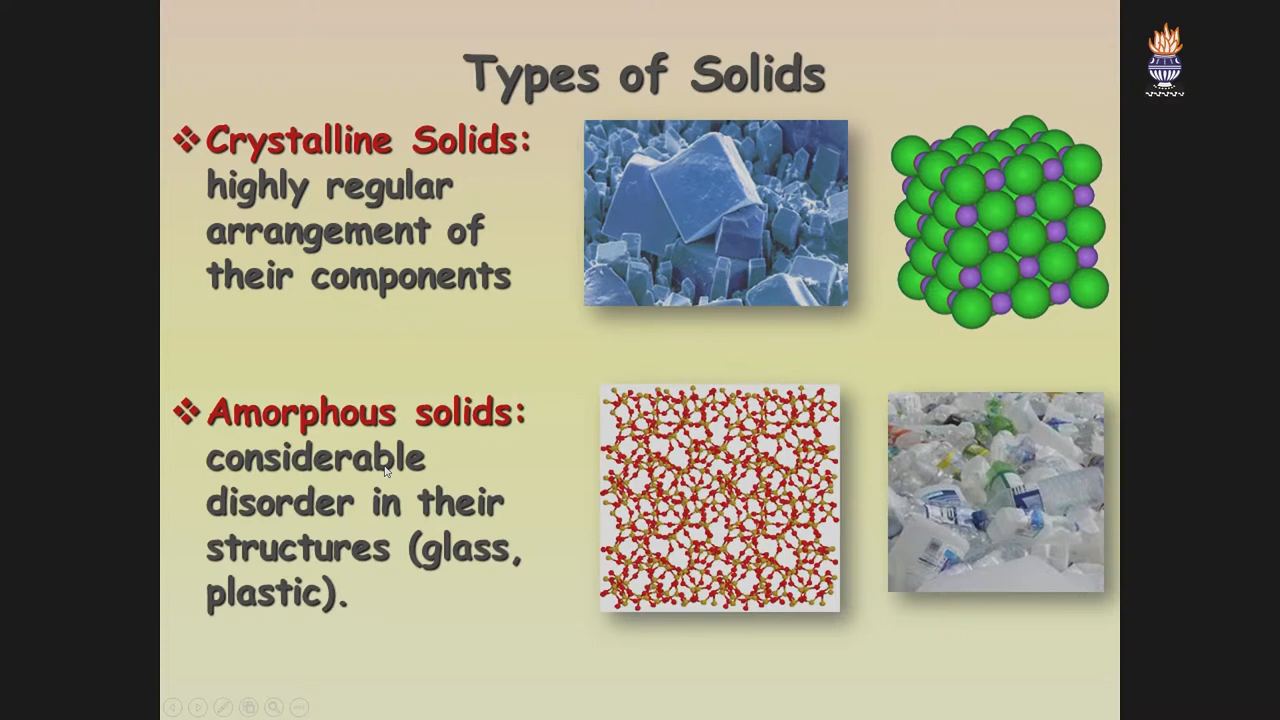 Types of Solids
Crystalline Solids:
highly regular
arrangement of
their components
Amorphous solids:
considerable
disorder in their
structures (glass,
plastic).